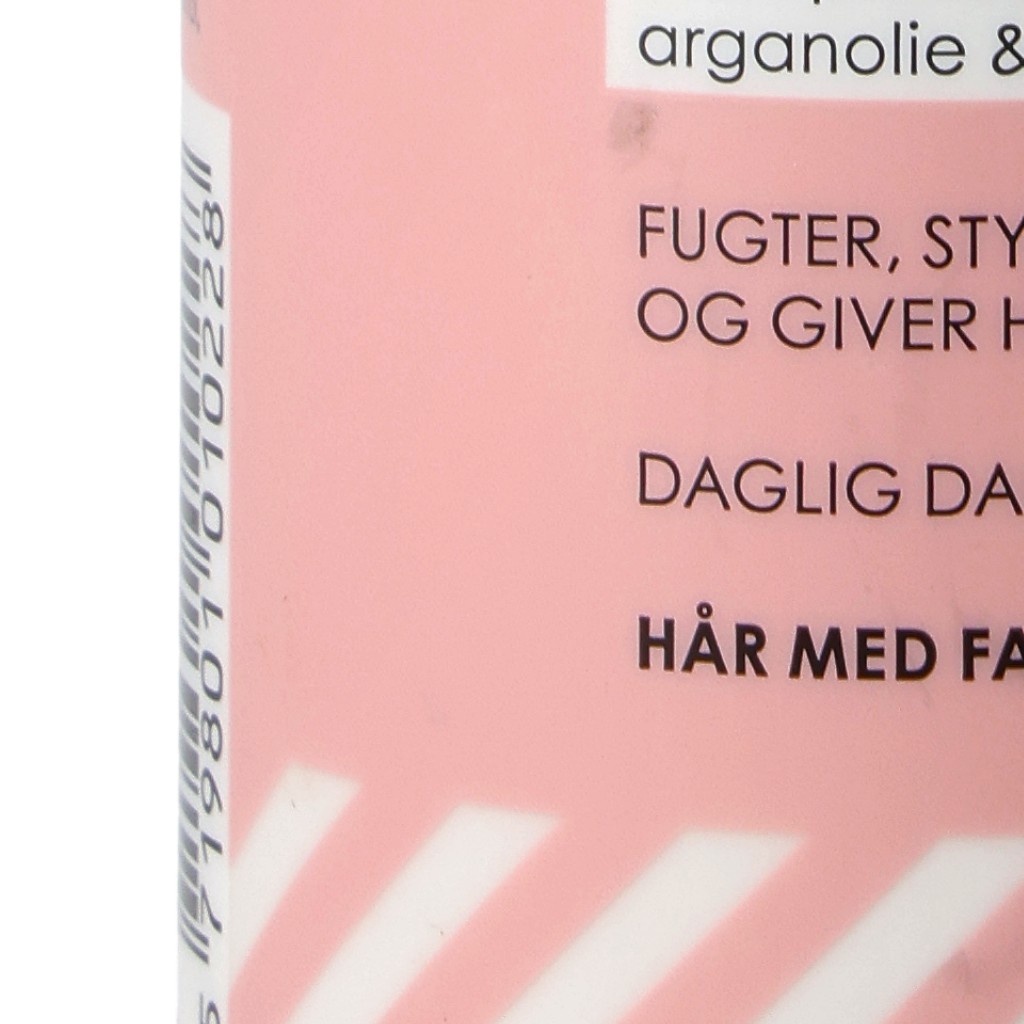 arganolie &
FUGTER, STY
OG GIVER H
DAGLIG DA
HÅR MED FA
5 719801 010228